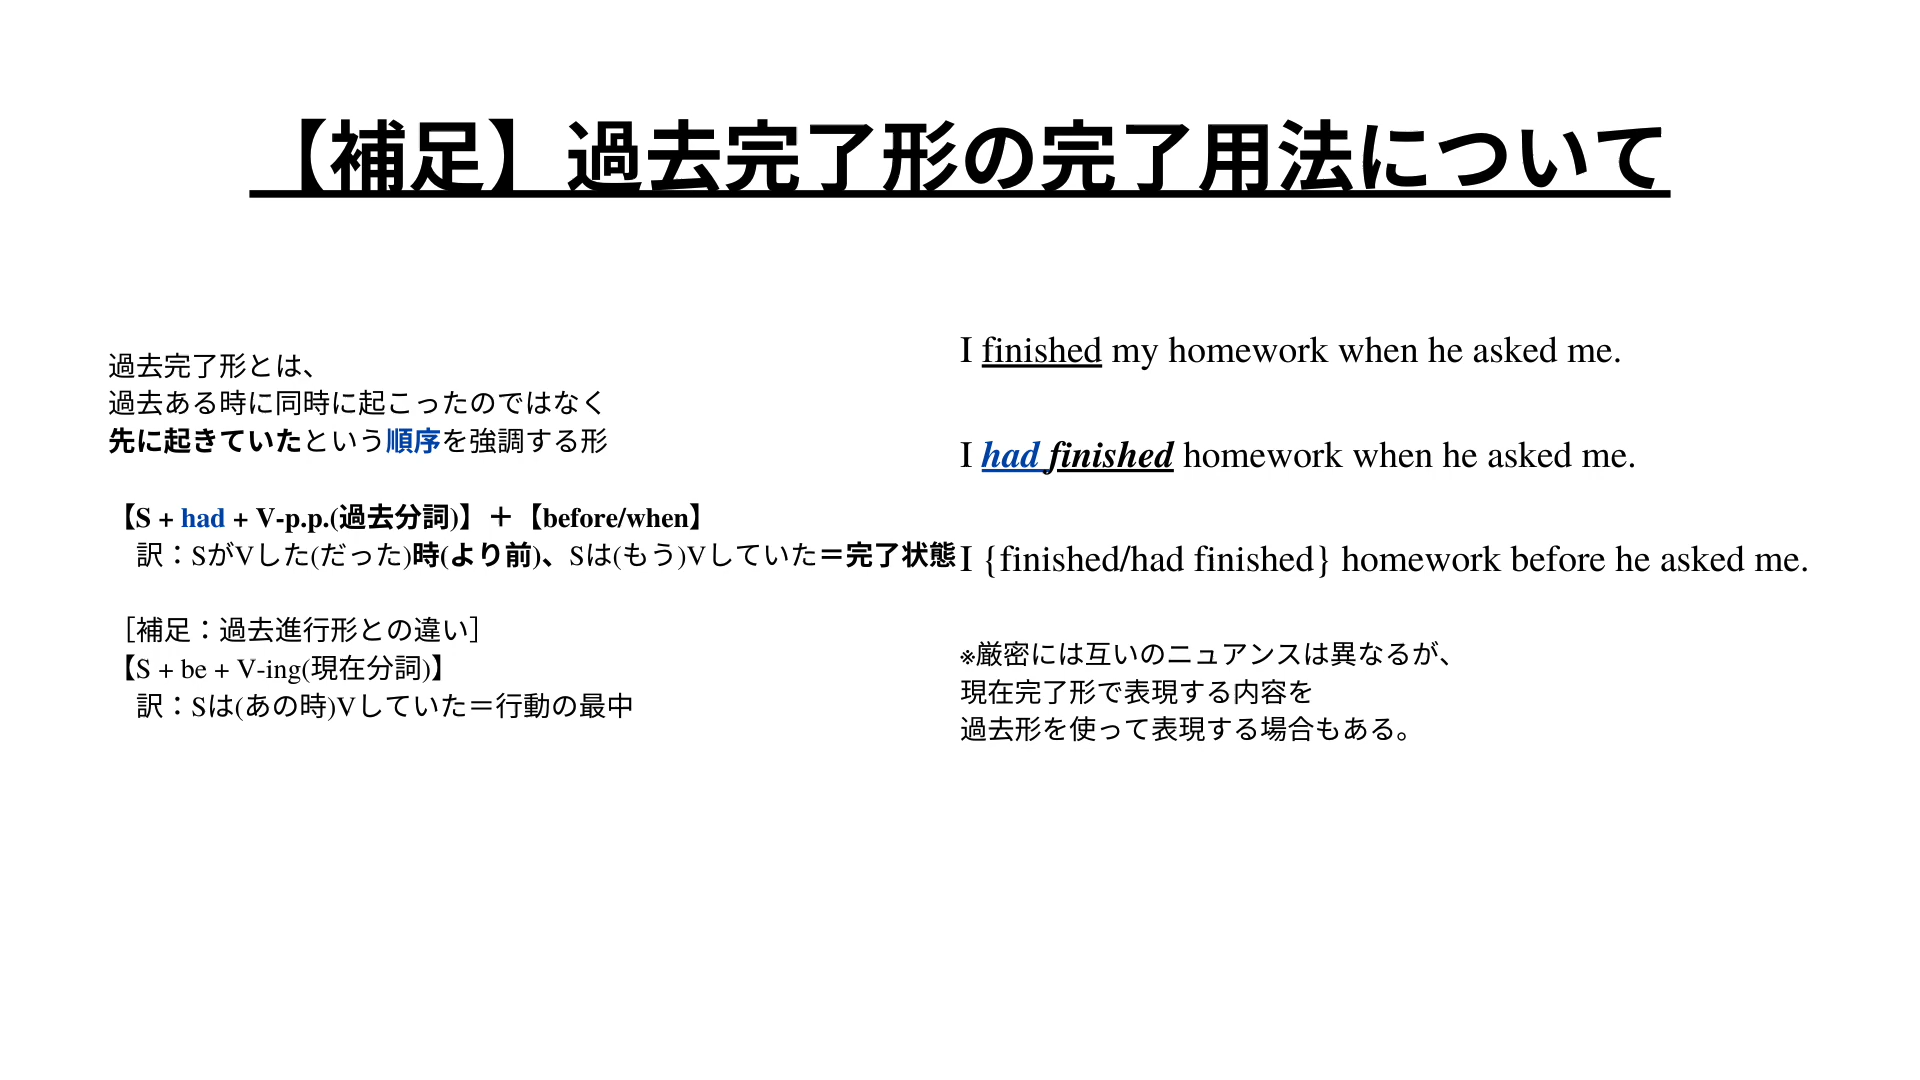 【補足】過去完了形の完了用法について
過去完了形とは、
過去ある時に同時に起こったのではなく
先に起きていたという順序を強調する形
【S + had + V-p.p.(過去分詞)】＋【before/when】
訳：SがVした(だった)時(より前)、Sは(もう)Vしていた＝完了状態
［補足：過去進行形との違い］
【S + be + V-ing(現在分詞)】
訳：Sは(あの時)Vしていた＝行動の最中
I finished my homework when he asked me.
I had finished homework when he asked me.
I {finished/had finished} homework before he asked me.
※厳密には互いのニュアンスは異なるが、
現在完了形で表現する内容を
過去形を使って表現する場合もある。